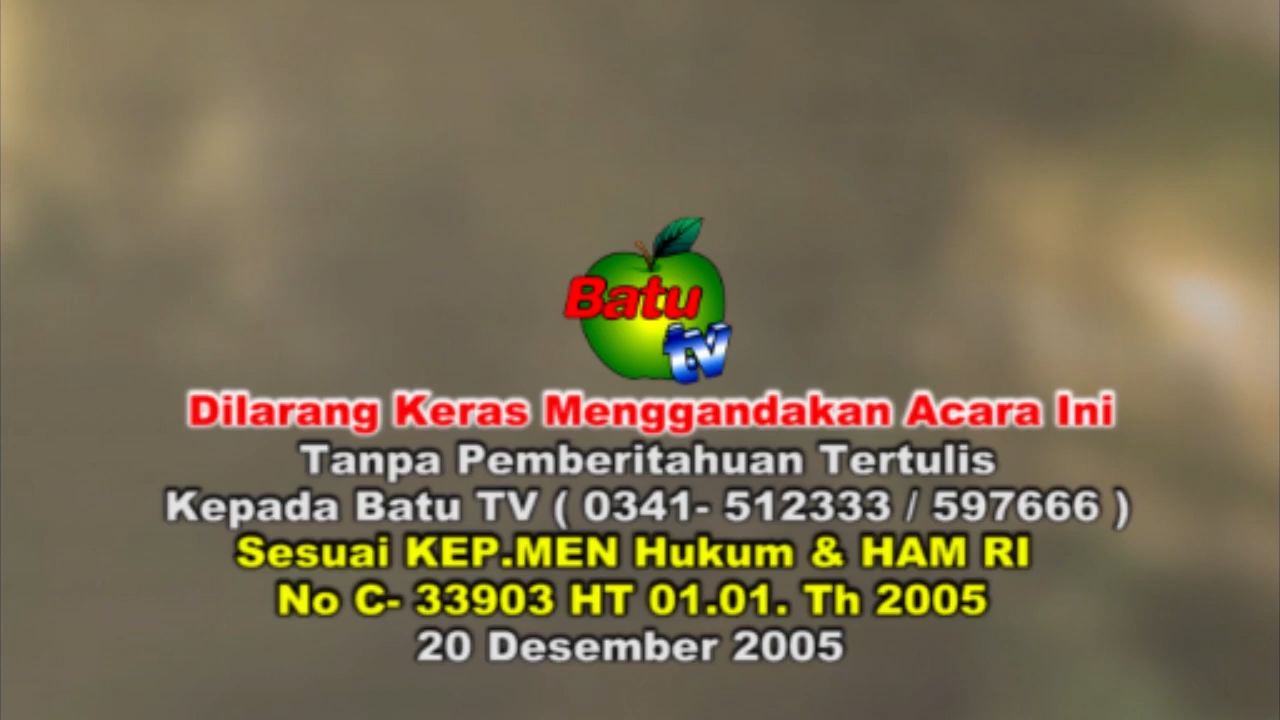 Batu
tv
Dilarang Keras Menggandakan Acara Ini
Tanpa Pemberitahuan Tertulis
Kepada Batu TV ( 0341- 512333 / 597666 )
Sesuai KEP.MEN Hukum & HAM RI
No C- 33903 HT 01.01. Th 2005
20 Desember 2005